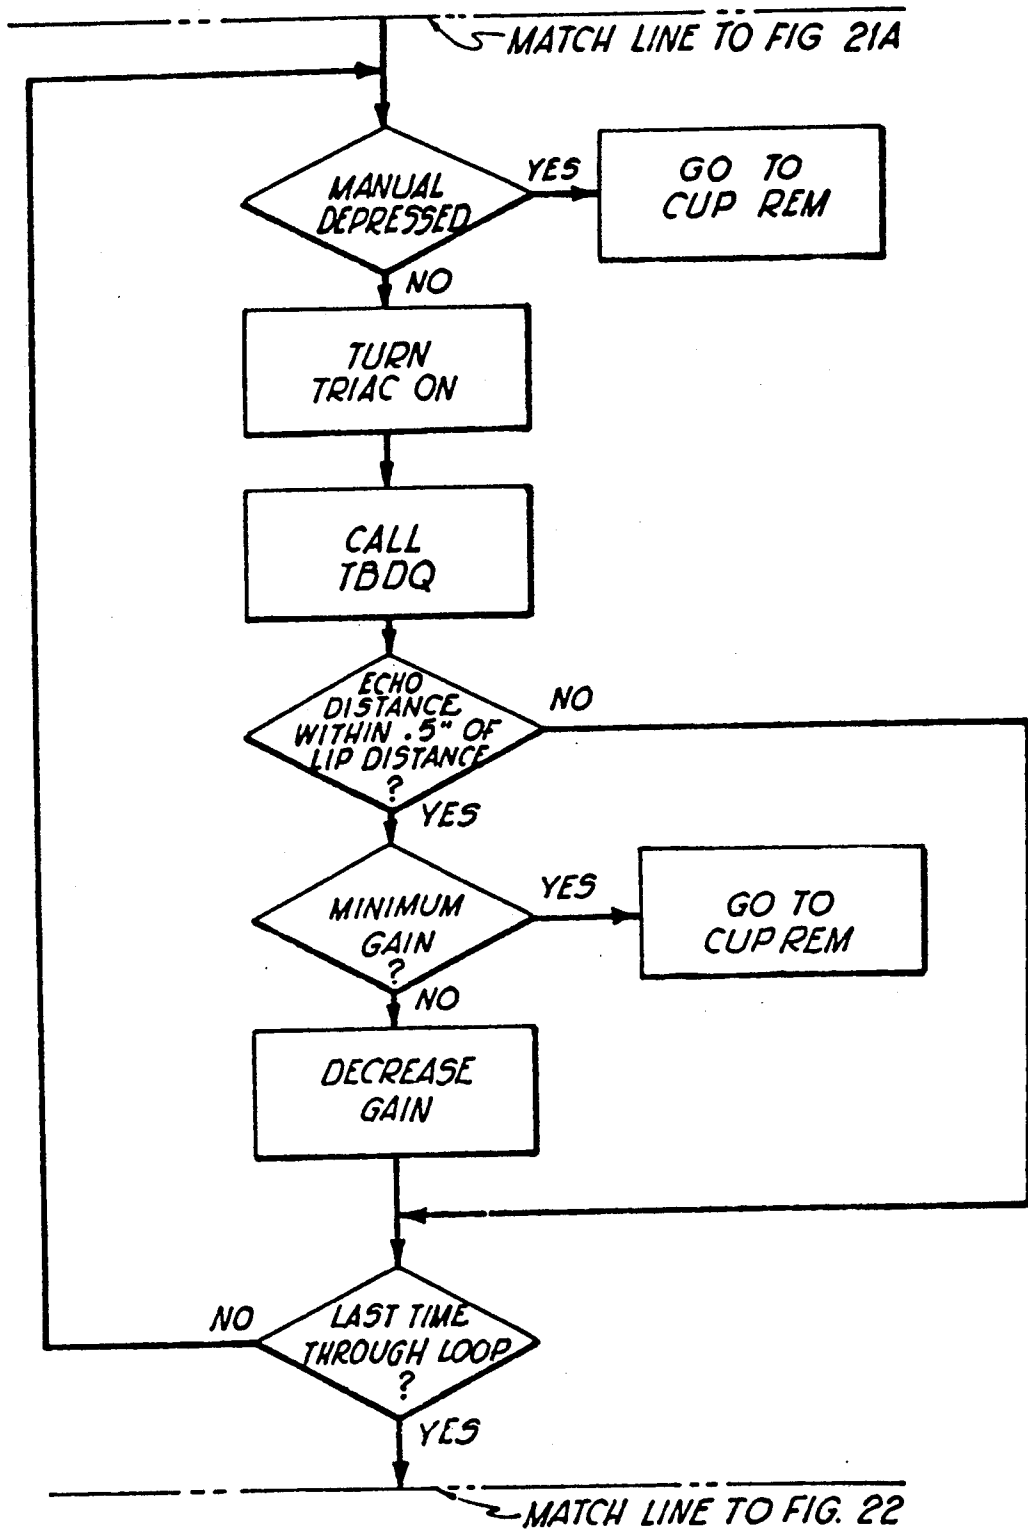 MATCH LINE TO FIG 21A
MANUAL
DEPRESSED
YES
GO TO
CUP REM
NO
TURN
TRIAC ON
CALL
TBDQ
ECHO
DISTANCE
WITHIN .5" OF
LIP DISTANCE
?
NO
YES
MINIMUM
GAIN
?
YES
GO TO
CUP REM
NO
DECREASE
GAIN
NO
LAST TIME
THROUGH LOOP
?
YES
MATCH LINE TO FIG. 22